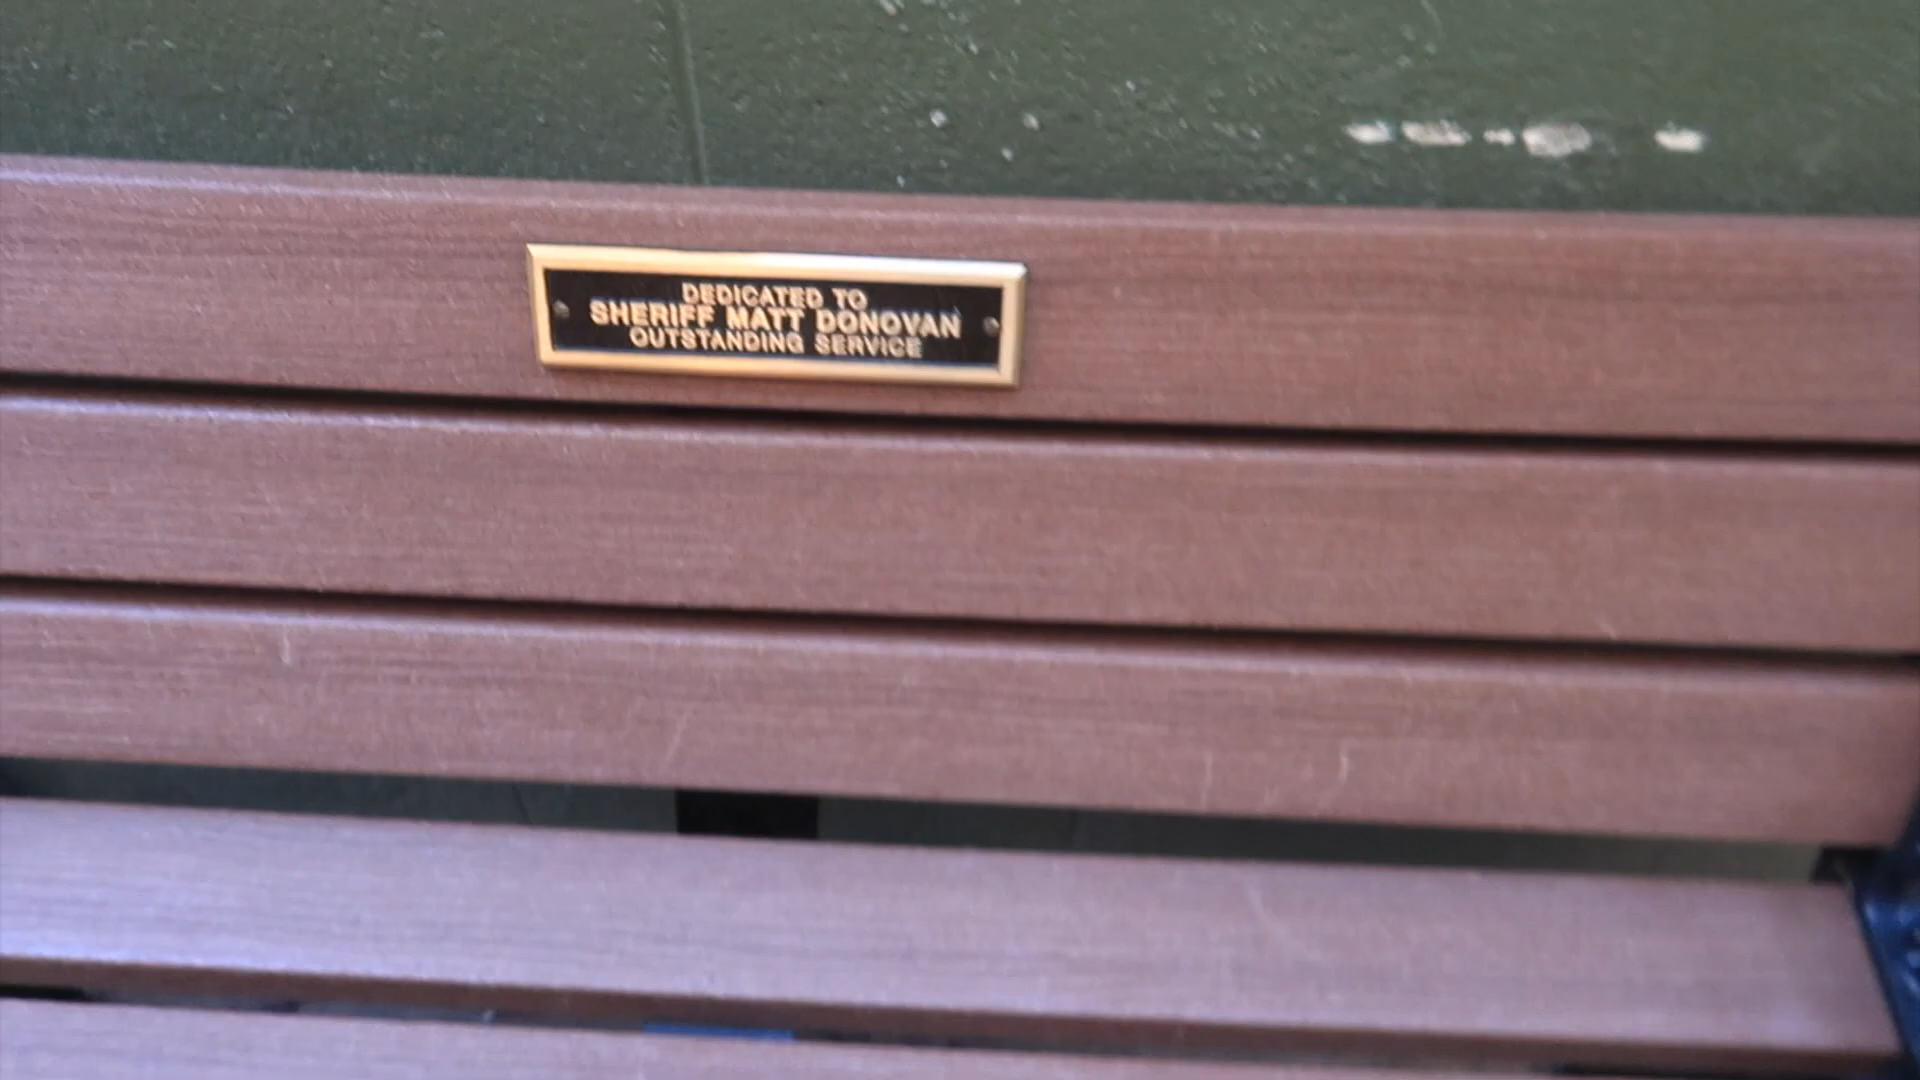 DEDICATED TO
SHERIFF MATT DONOVAN
OUTSTANDING SERVICE